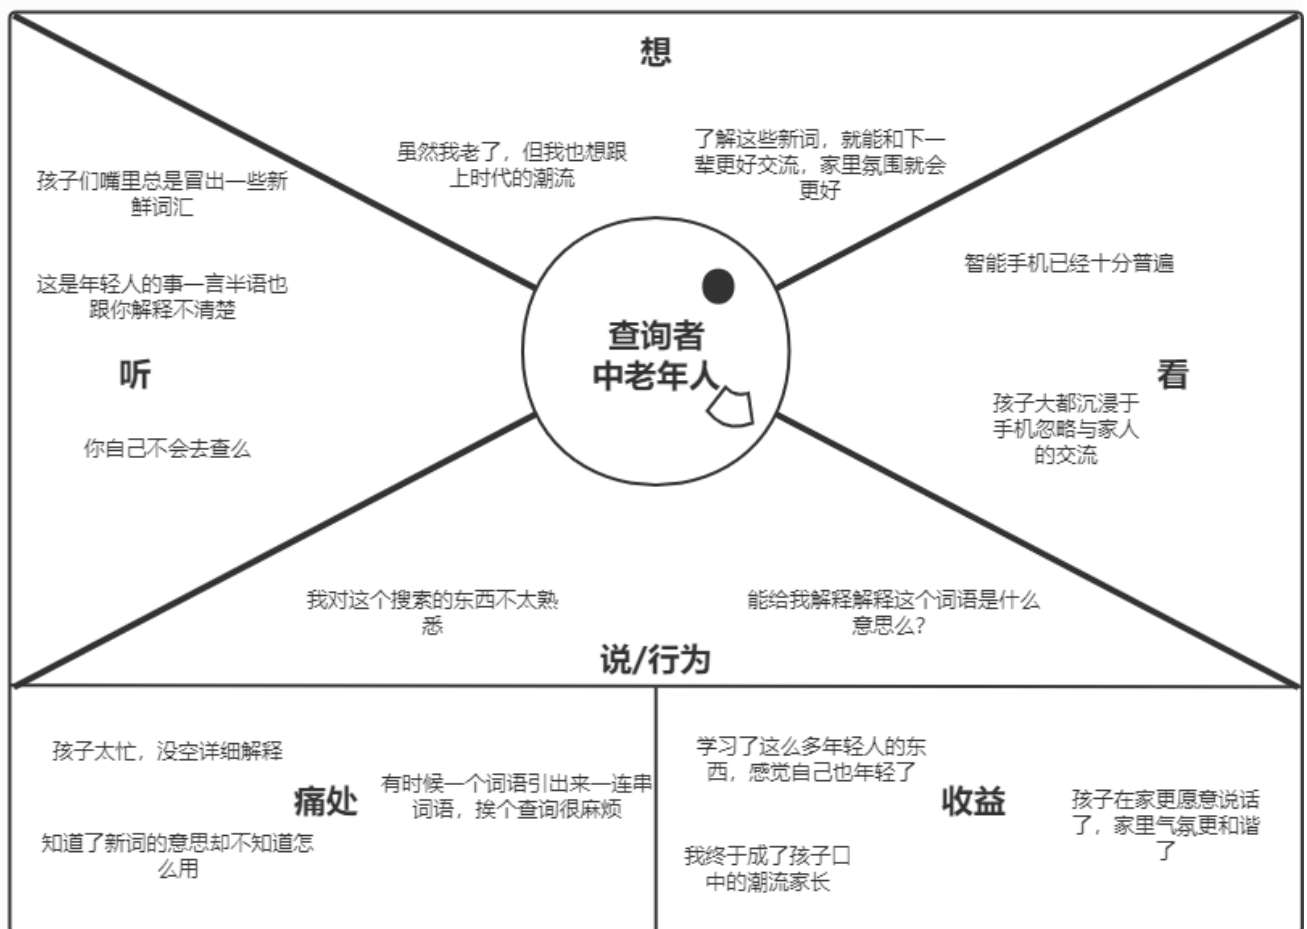 想
虽然我老了，但我也想跟
上时代的潮流
了解这些新词，就能和下一
辈更好交流，家里氛围就会
更好
孩子们嘴里总是冒出一些新
鲜词汇
这是年轻人的事一言半语也
跟你解释不清楚
听
你自己不会去查么
查询者
中老年人
智能手机已经十分普遍
看
孩子大都沉浸于
手机忽略与家人
的交流
我对这个搜索的东西不太熟
悉
能给我解释解释这个词语是什么
意思么？
说/行为
孩子太忙，没空详细解释
痛处
有时候一个词语引出来一连串
词语，挨个查询很麻烦
知道了新词的意思却不知道怎
么用
学习了这么多年轻人的东
西，感觉自己也年轻了
收益
孩子在家更愿意说话
了，家里气氛更和谐
了
我终于成了孩子口
中的潮流家长